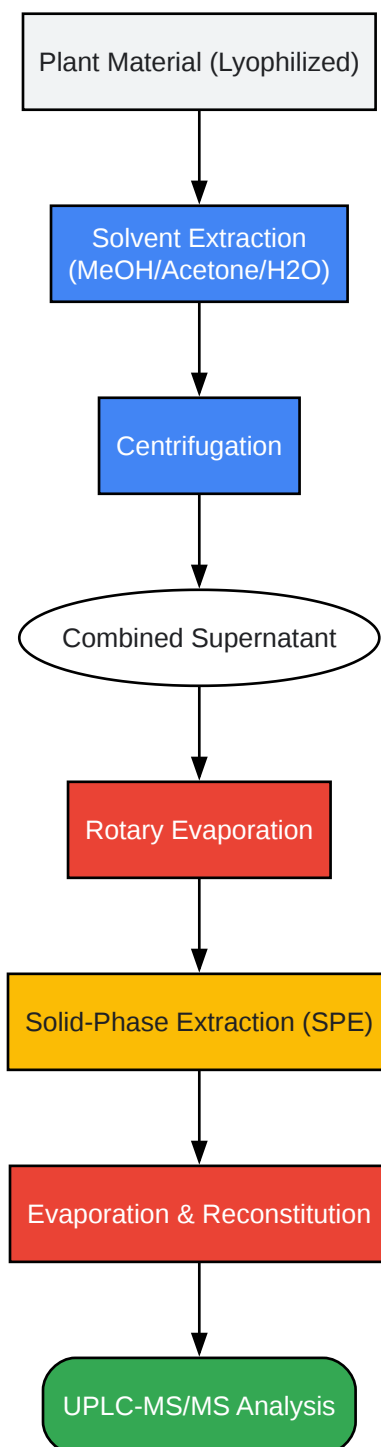 Plant Material (Lyophilized)
Solvent Extraction
(MeOH/Acetone/H2O)
Centrifugation
Combined Supernatant
Rotary Evaporation
Solid-Phase Extraction (SPE)
Evaporation & Reconstitution
UPLC-MS/MS Analysis